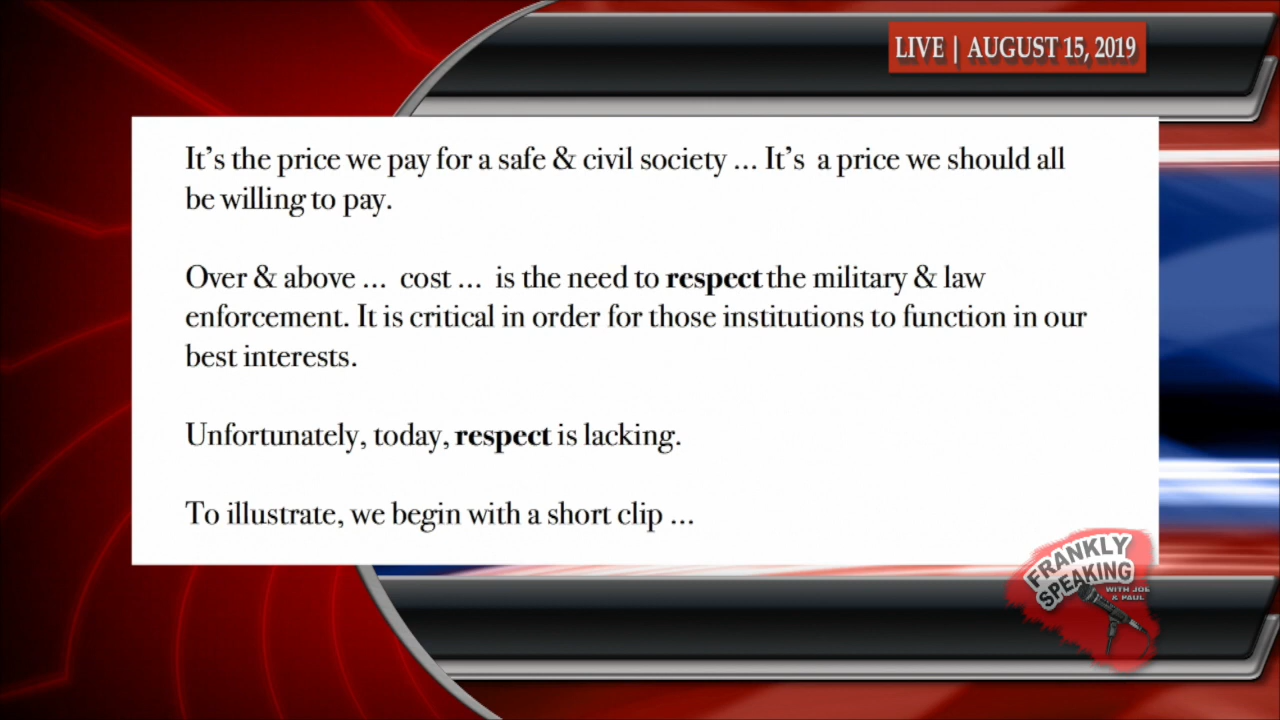 LIVE | AUGUST 15, 2019
It's the price we pay for a safe & civil society ... It's  a price we should all
be willing to pay.
Over & above ...  cost ...  is the need to respect the military & law
enforcement. It is critical in order for those institutions to function in our
best interests.
Unfortunately, today, respect is lacking.
To illustrate, we begin with a short clip ...
FRANKLY
SPEAKING
WITH JOE
& PAUL